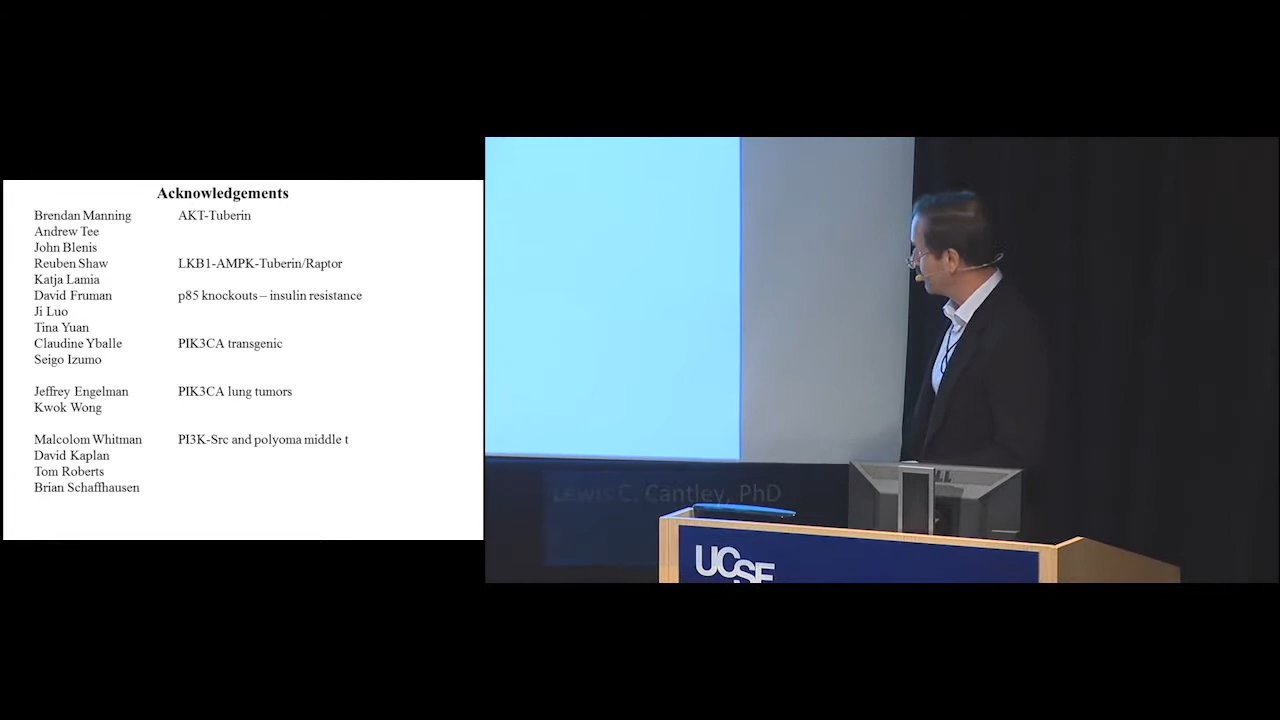 Acknowledgements
Brendan Manning AKT-Tuberin
Andrew Tee
John Blenis
Reuben Shaw LKB1-AMPK-Tuberin/Raptor
Katja Lamia
David Fruman p85 knockouts – insulin resistance
Ji Luo
Tina Yuan
Claudine Yballe PIK3CA transgenic
Seigo Izumo
Jeffrey Engelman PIK3CA lung tumors
Kwok Wong
Malcolom Whitman PI3K-Src and polyoma middle t
David Kaplan
Tom Roberts
Brian Schaffhausen
Lewis C. Cantley, PhD
UCSF